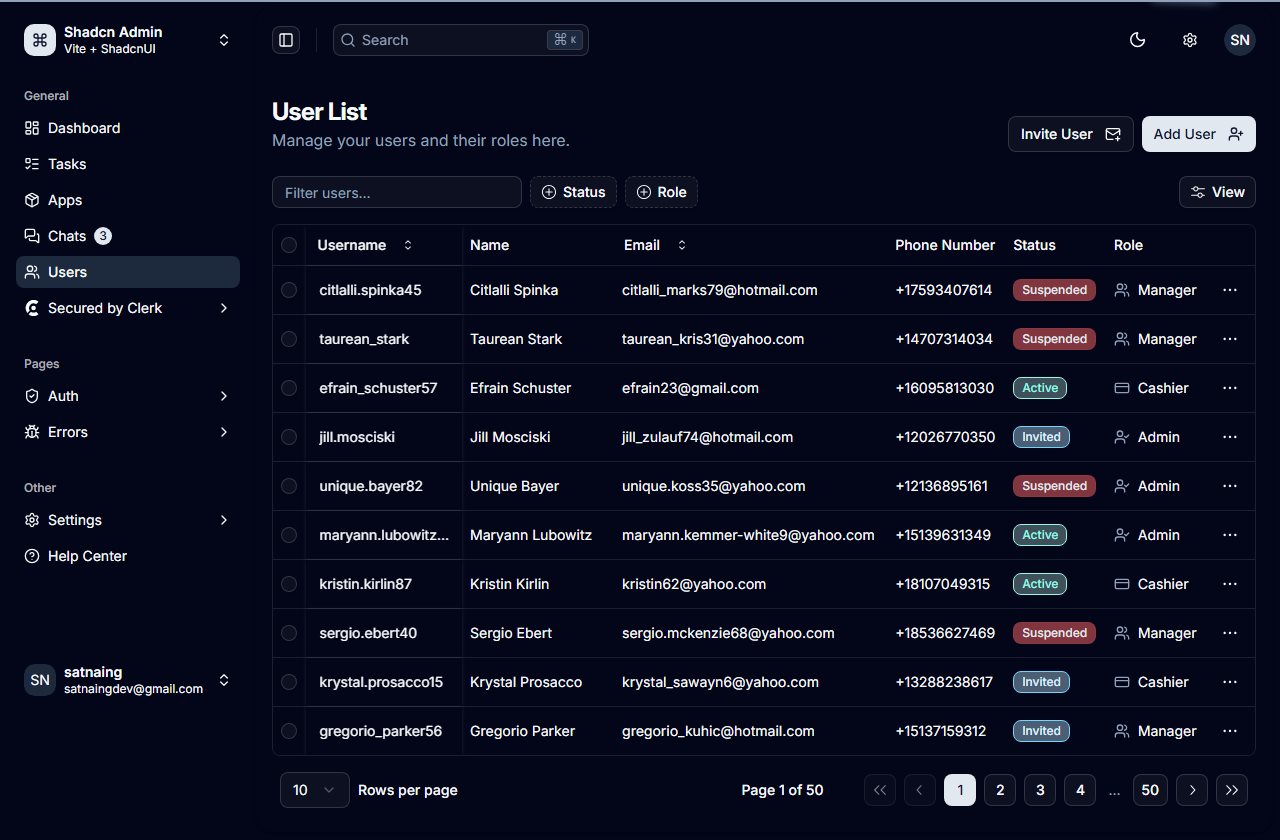 Shadcn Admin
Vite + ShadcnUI
General
Dashboard
Tasks
Apps
Chats 3
Users
Secured by Clerk
Pages
Auth
Errors
Other
Settings
Help Center
SN satnaing
satnaingdev@gmail.com
Search ⌘ K
SN
User List
Manage your users and their roles here.
Invite User
Add User
Filter users...
Status
Role
View
Username Name Email Phone Number Status Role
citlalli.spinka45 Citlalli Spinka citlalli_marks79@hotmail.com +17593407614 Suspended Manager
taurean_stark Taurean Stark taurean_kris31@yahoo.com +14707314034 Suspended Manager
efrain_schuster57 Efrain Schuster efrain23@gmail.com +16095813030 Active Cashier
jill.mosciski Jill Mosciski jill_zulauf74@hotmail.com +12026770350 Invited Admin
unique.bayer82 Unique Bayer unique.koss35@yahoo.com +12136895161 Suspended Admin
maryann.lubowitz... Maryann Lubowitz maryann.kemmer-white9@yahoo.com +15139631349 Active Admin
kristin.kirlin87 Kristin Kirlin kristin62@yahoo.com +18107049315 Active Cashier
sergio.ebert40 Sergio Ebert sergio.mckenzie68@yahoo.com +18536627469 Suspended Manager
krystal.prosacco15 Krystal Prosacco krystal_sawayn6@yahoo.com +13288238617 Invited Cashier
gregorio_parker56 Gregorio Parker gregorio_kuhic@hotmail.com +15137159312 Invited Manager
10 Rows per page
Page 1 of 50
1 2 3 4 ... 50